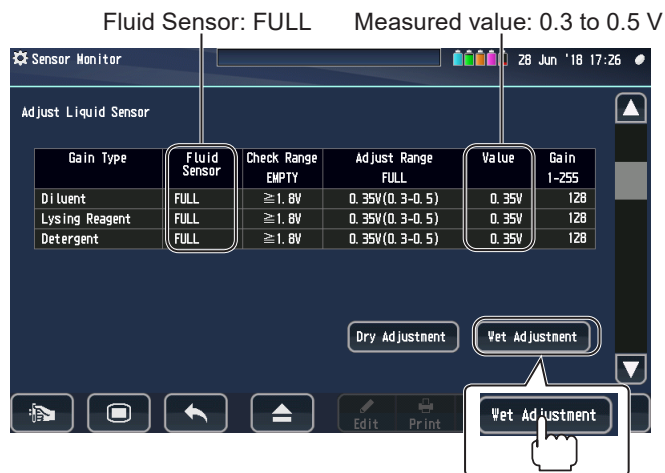 Fluid Sensor: FULL Measured value: 0.3 to 0.5 V
Sensor Monitor 28 Jun '18 17:26
Adjust Liquid Sensor
Gain Type Fluid Sensor Check Range EMPTY Adjust Range FULL Value Gain 1-255
Diluent FULL ≧1.8V 0.35V(0.3-0.5) 0.35V 128
Lysing Reagent FULL ≧1.8V 0.35V(0.3-0.5) 0.35V 128
Detergent FULL ≧1.8V 0.35V(0.3-0.5) 0.35V 128
Dry Adjustment Wet Adjustment
Edit Print
Wet Adjustment